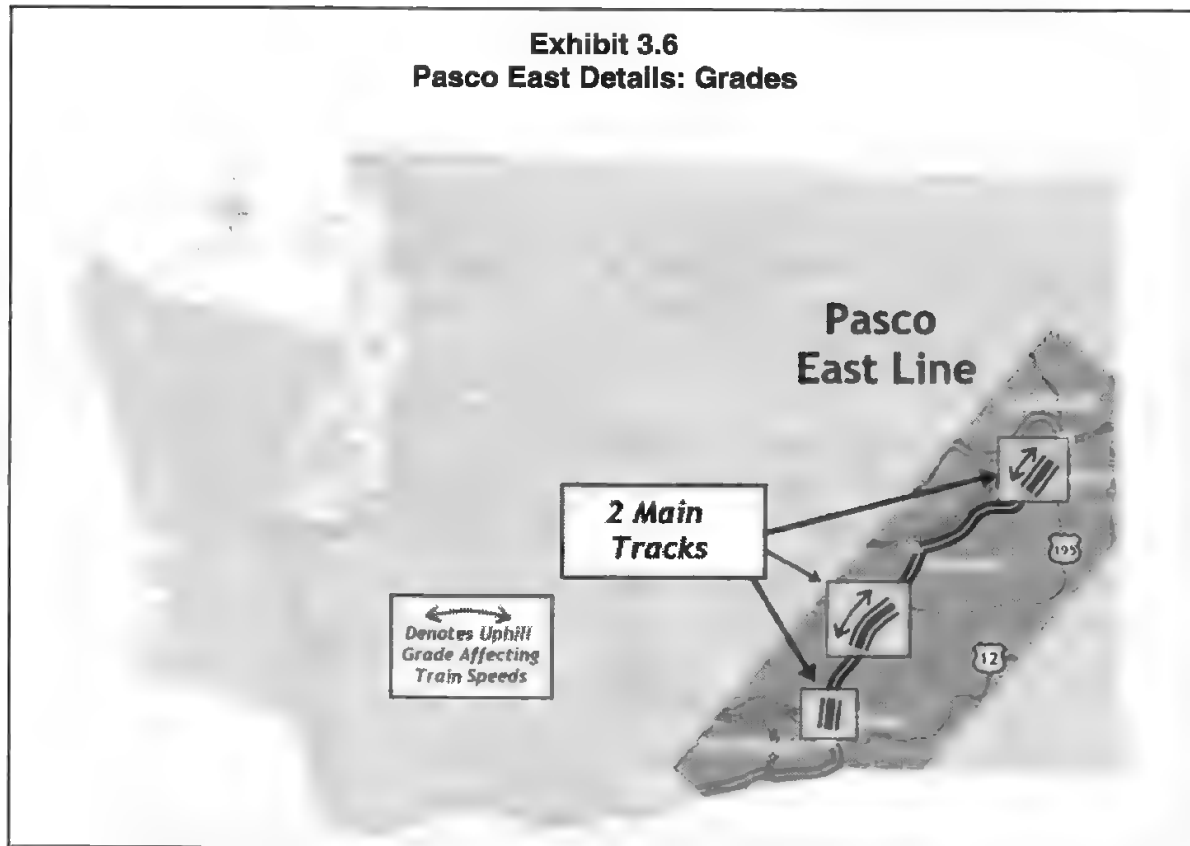 Exhibit 3.6
Pasco East Details: Grades
Pasco
East Line
2 Main
Tracks
195
Denotes Uphill
Grade Affecting
Train Speeds
12